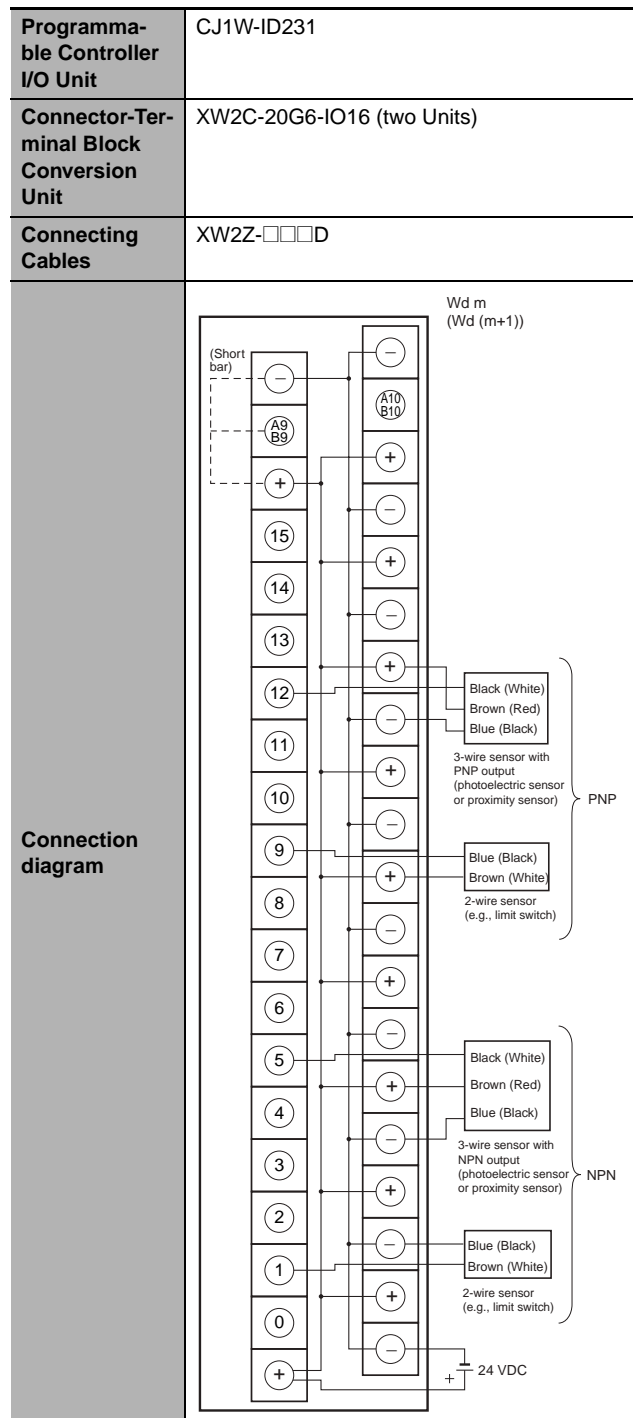 Programma-
ble Controller
I/O Unit
CJ1W-ID231
Connector-Ter-
minal Block
Conversion
Unit
XW2C-20G6-IO16 (two Units)
Connecting
Cables
XW2Z-□□□D
Connection
diagram
Wd m
(Wd (m+1))
(Short
bar)
−
−
A10
B10
A9
B9
+
+
−
15
+
14
−
13
+
12
−
11
+
10
−
9
+
8
−
7
+
6
−
5
+
4
−
3
+
2
−
1
+
0
−
+
Black (White)
Brown (Red)
Blue (Black)
3-wire sensor with
PNP output
(photoelectric sensor
or proximity sensor)
PNP
Blue (Black)
Brown (White)
2-wire sensor
(e.g., limit switch)
Black (White)
Brown (Red)
Blue (Black)
3-wire sensor with
NPN output
(photoelectric sensor
or proximity sensor)
NPN
Blue (Black)
Brown (White)
2-wire sensor
(e.g., limit switch)
+
24 VDC